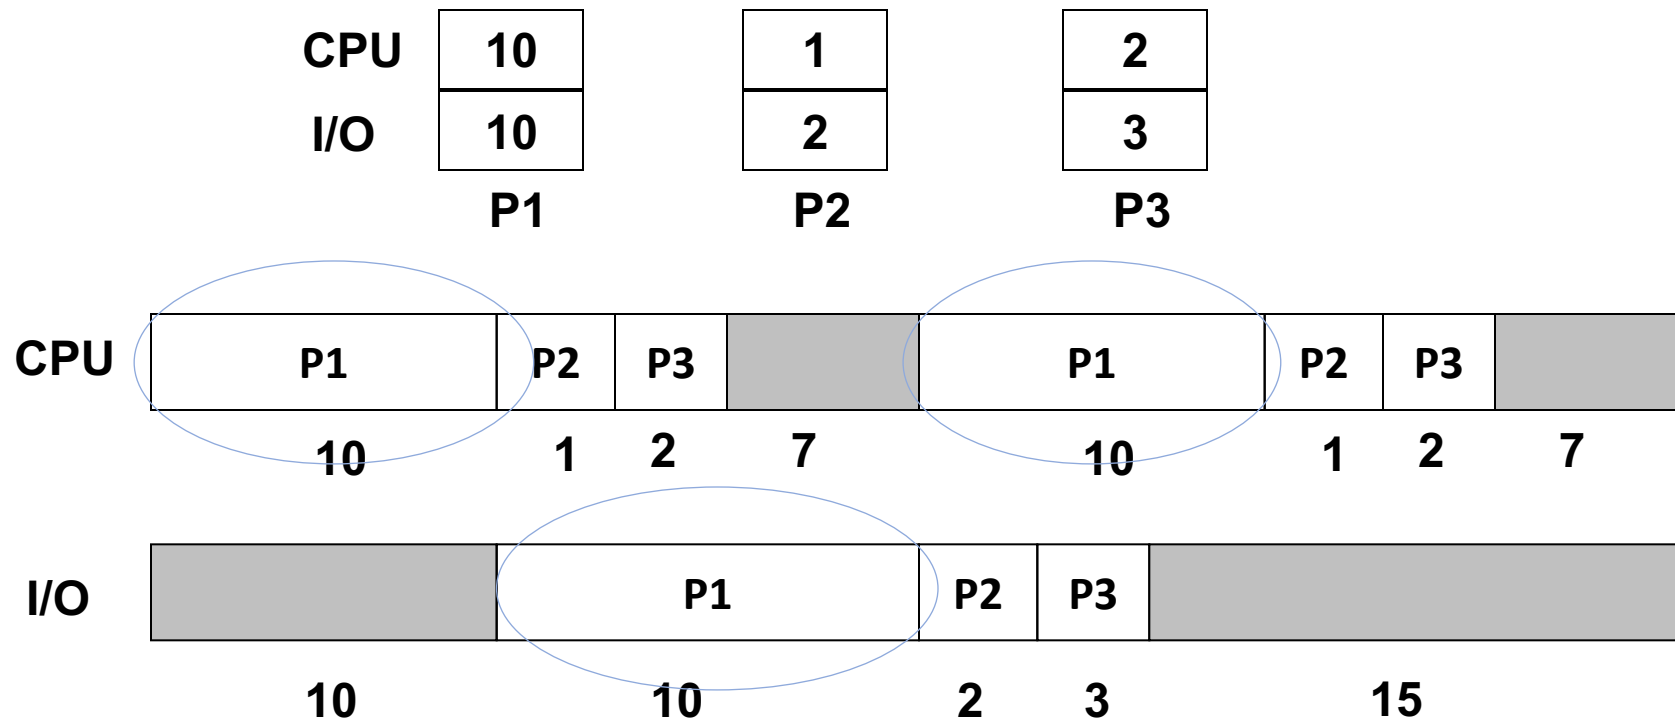 CPU 10 1 2
I/O 10 2 3
P1 P2 P3
CPU P1 P2 P3 P1 P2 P3
10 1 2 7 10 1 2 7
I/O P1 P2 P3
10 10 2 3 15